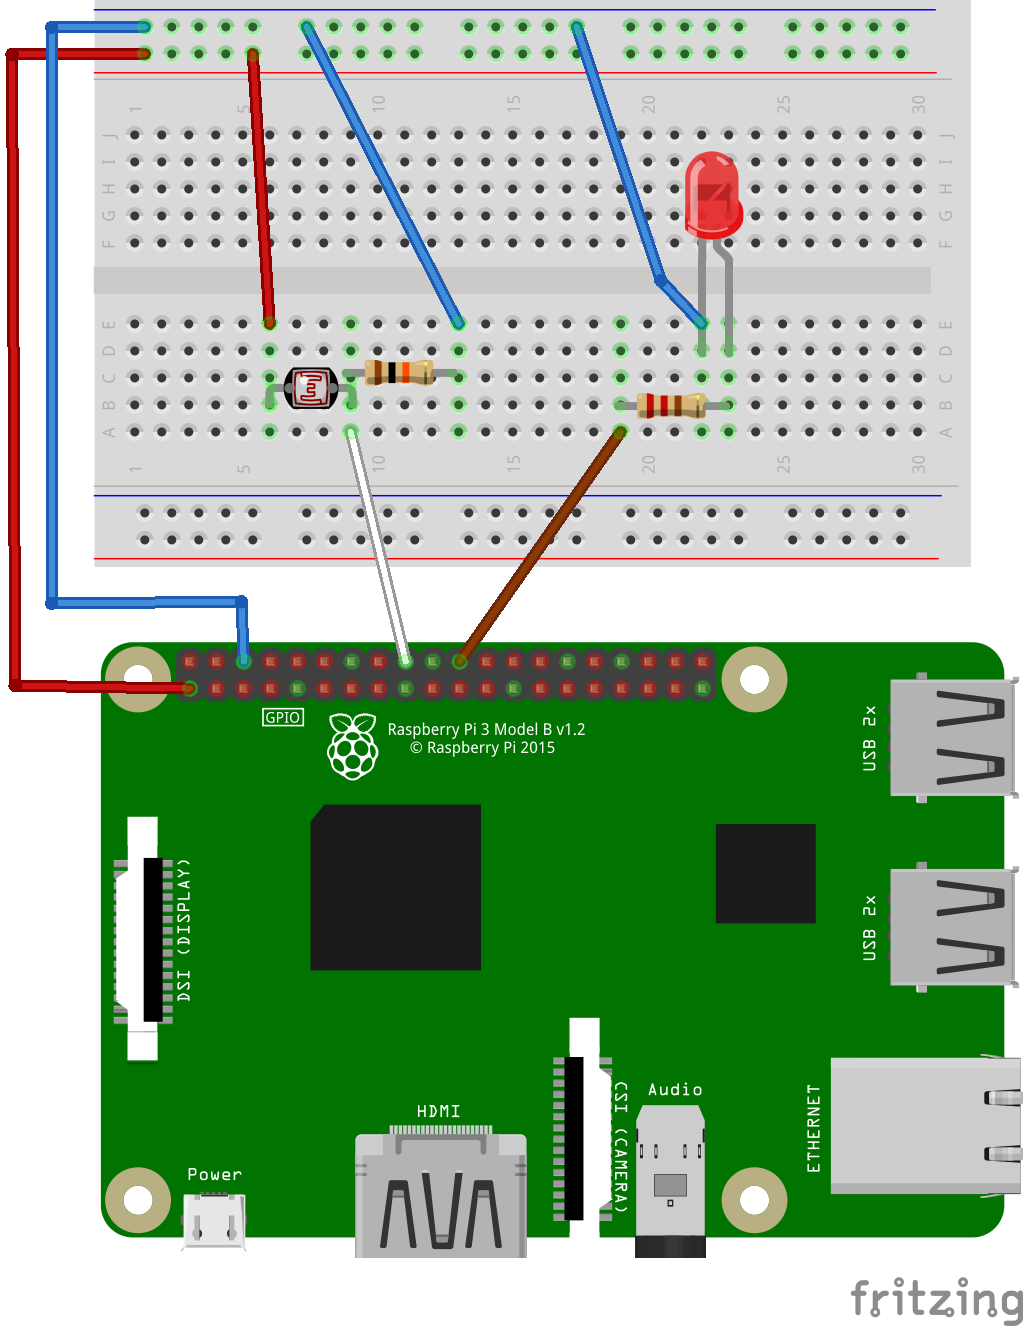 1 5 10 15 20 25 30
J J
I I
H H
G G
F F
E E
D D
C C
B B
A A
1 5 10 15 20 25 30
GPIO
Raspberry Pi 3 Model B v1.2
© Raspberry Pi 2015
USB 2x
DSI (DISPLAY)
USB 2x
Audio
CSI (CAMERA)
ETHERNET
HDMI
Power
fritzing